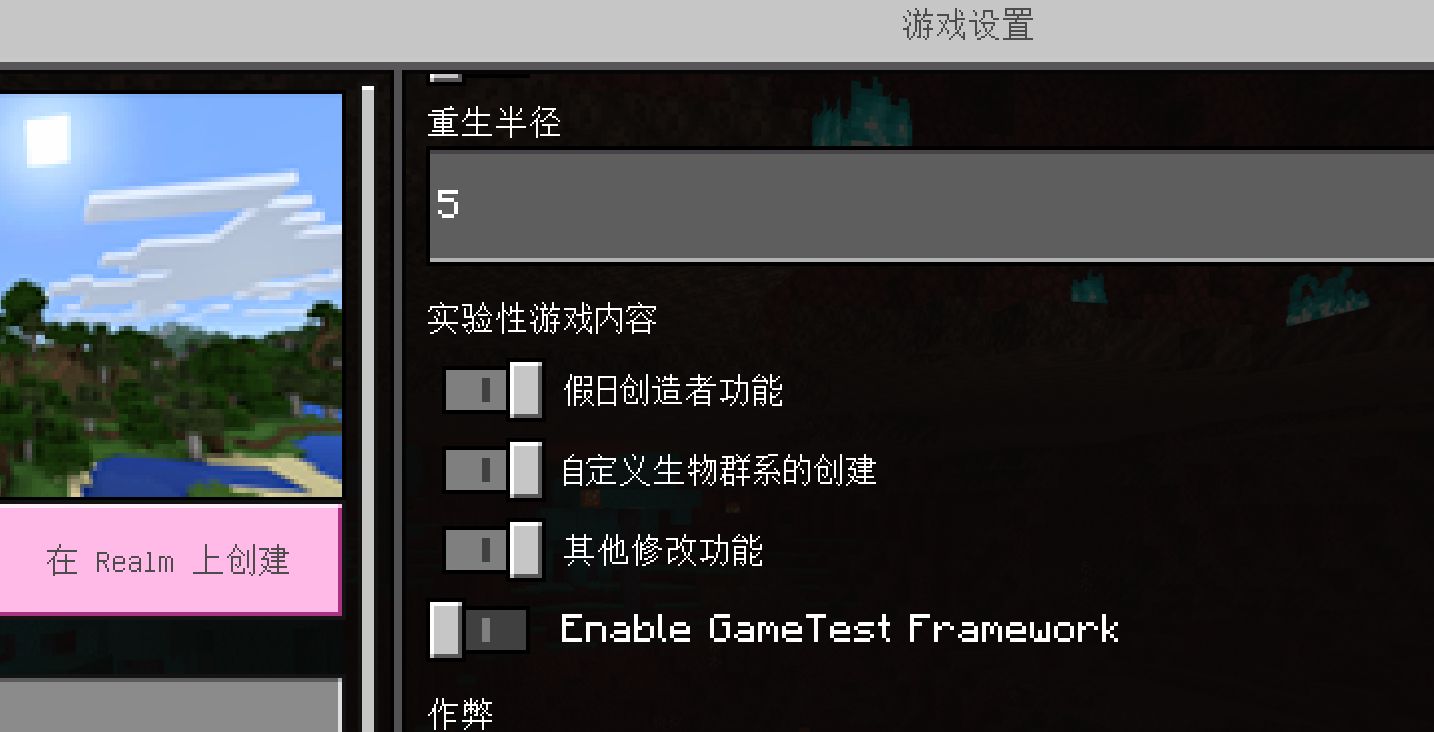 游戏设置
重生半径
5
实验性游戏内容
假日创造者功能
自定义生物群系的创建
其他修改功能
Enable GameTest Framework
作弊
在 Realm 上创建